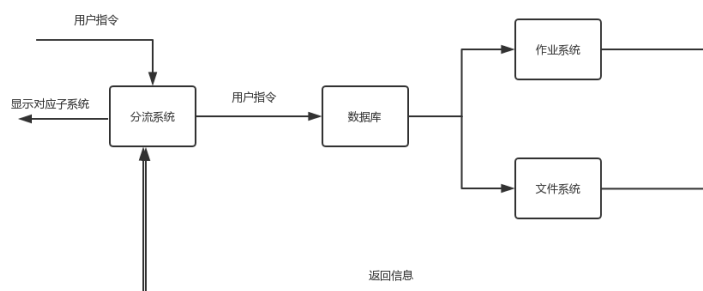 用户指令
作业系统
显示对应子系统
用户指令
分流系统
数据库
文件系统
返回信息